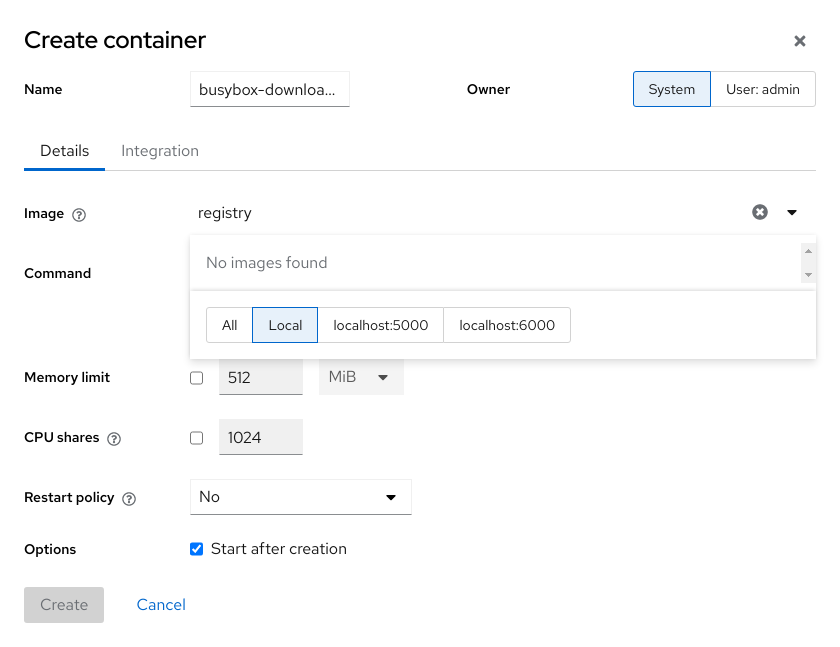 Create container
Name busybox-downloa... Owner System User: admin
Details Integration
Image registry
No images found
Command
All Local localhost:5000 localhost:6000
Memory limit 512 MiB
CPU shares 1024
Restart policy No
Options Start after creation
Create Cancel